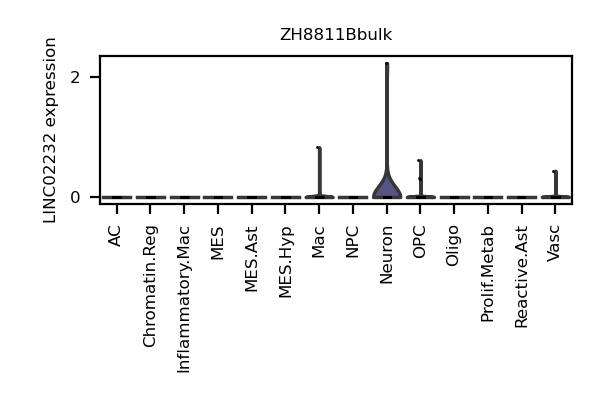 ZH8811Bbulk
LINC02232 expression
2
0
AC
Chromatin.Reg
Inflammatory.Mac
MES
MES.Ast
MES.Hyp
Mac
NPC
Neuron
OPC
Oligo
Prolif.Metab
Reactive.Ast
Vasc